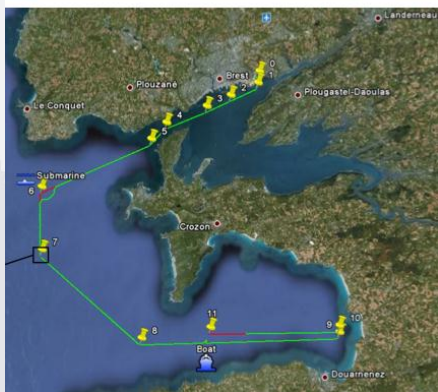 Landerneau
0
Brest
1
Plouzané
2
Plougastel-Daoulas
3
Le Conquet
4
5
Submarine
6
Crozon
7
11
10
8
9
Boat
Douarnenez